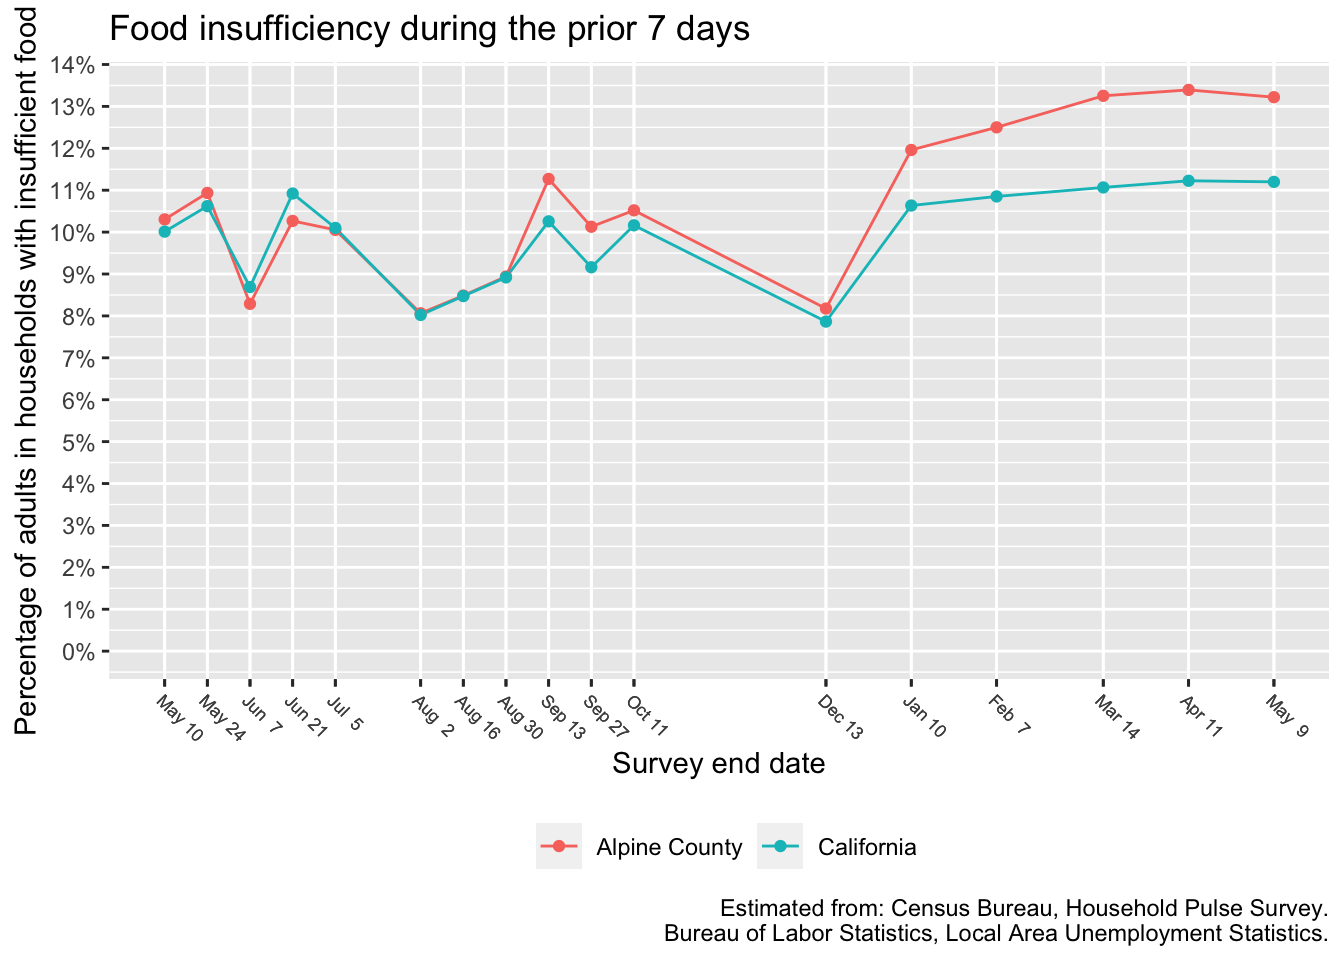 Food insufficiency during the prior 7 days
Percentage of adults in households with insufficient food
14%
13%
12%
11%
10%
9%
8%
7%
6%
5%
4%
3%
2%
1%
0%
May 10
May 24
Jun 7
Jun 21
Jul 5
Aug 2
Aug 16
Aug 30
Sep 13
Sep 27
Oct 11
Dec 13
Jan 10
Feb 7
Mar 14
Apr 11
May 9
Survey end date
Alpine County
California
Estimated from: Census Bureau, Household Pulse Survey.
Bureau of Labor Statistics, Local Area Unemployment Statistics.